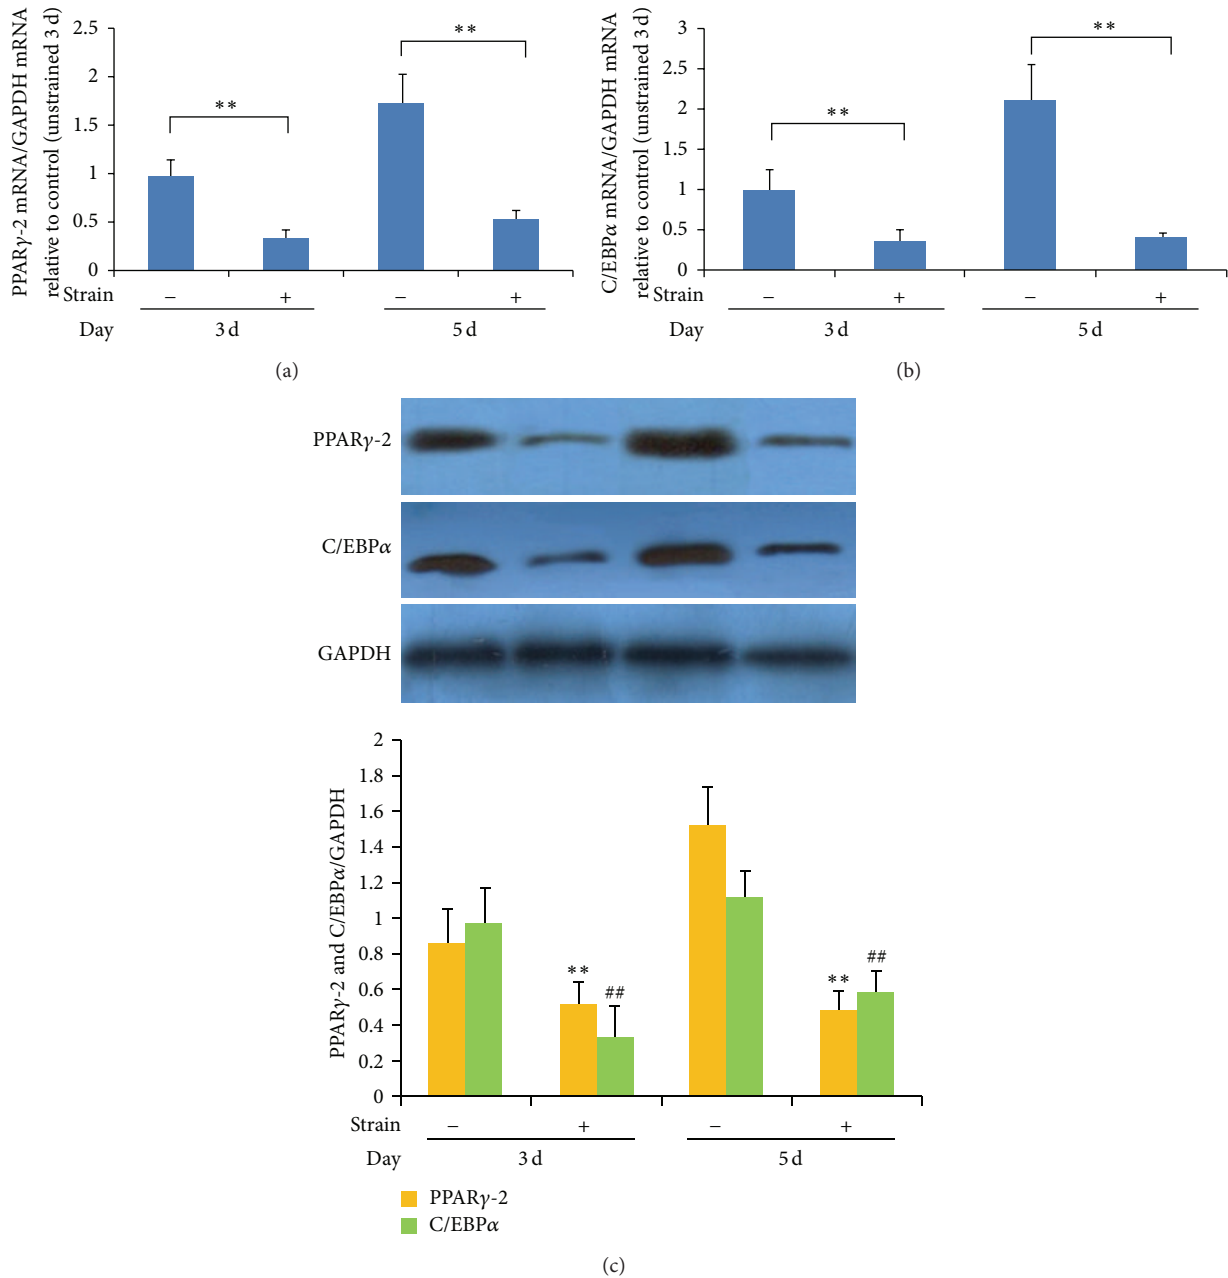 PPARγ-2 mRNA/GAPDH mRNA
relative to control (unstrained 3 d)
2.5
2
1.5
1
0.5
0
**
**
Strain − + − +
Day 3 d 5 d
(a)
C/EBPα mRNA/GAPDH mRNA
relative to control (unstrained 3 d)
3
2.5
2
1.5
1
0.5
0
**
**
Strain − + − +
Day 3 d 5 d
(b)
PPARγ-2
C/EBPα
GAPDH
PPARγ-2 and C/EBPα/GAPDH
2
1.8
1.6
1.4
1.2
1
0.8
0.6
0.4
0.2
0
**
##
**
##
Strain − + − +
Day 3 d 5 d
PPARγ-2
C/EBPα
(c)